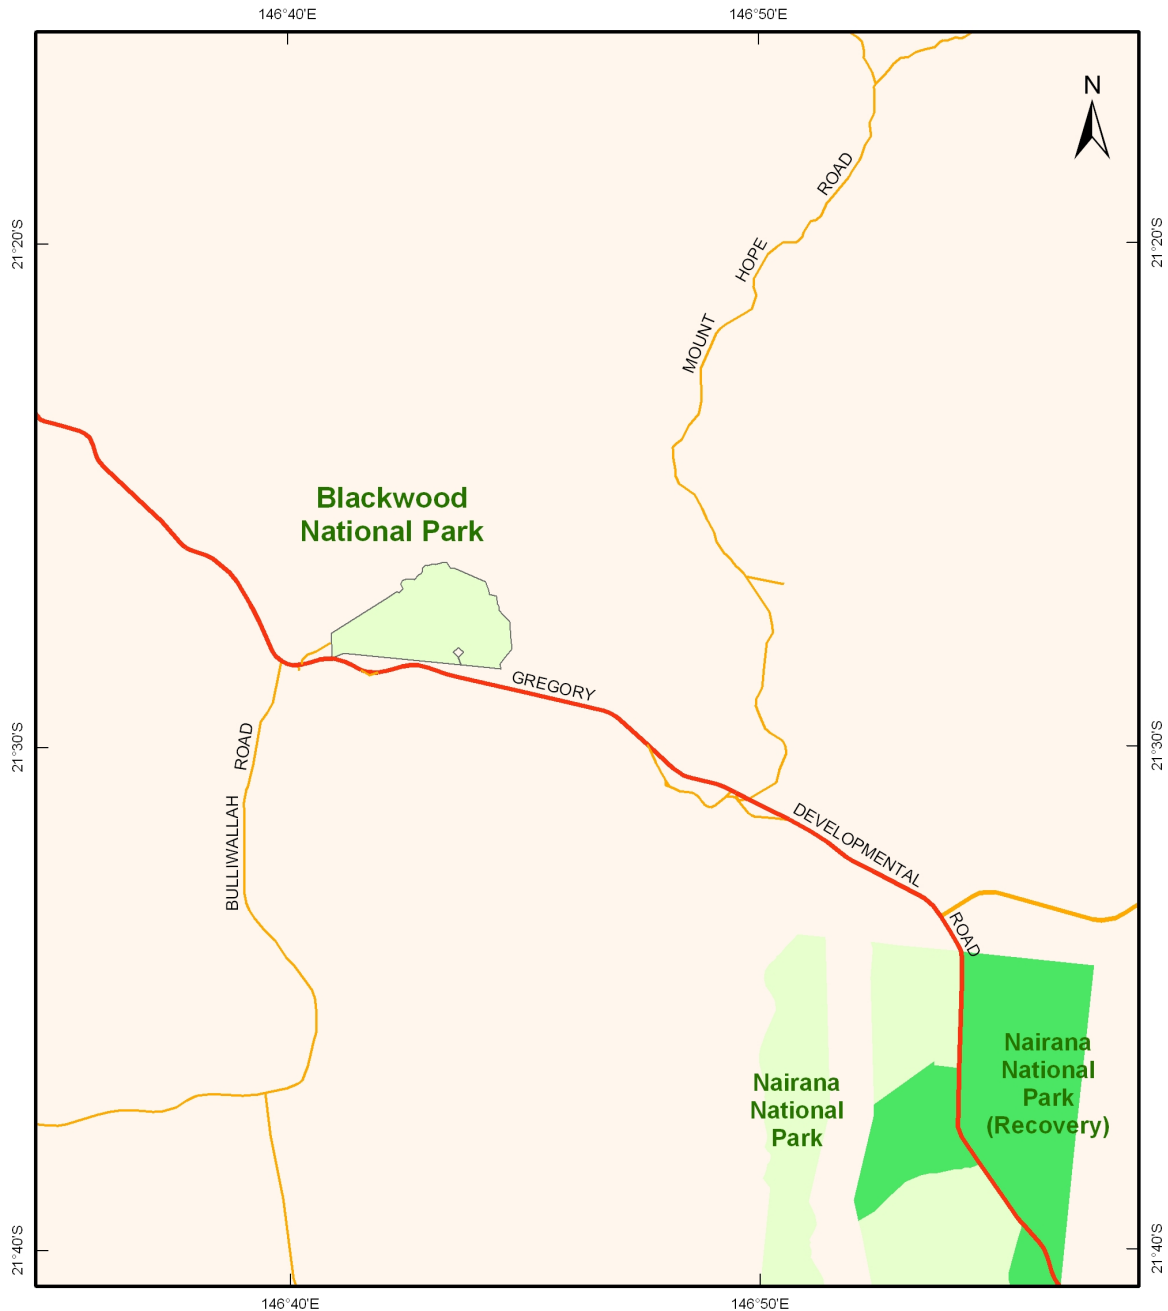 146°40'E
146°50'E
N
ROAD
21°20'S
21°20'S
HOPE
MOUNT
Blackwood
National Park
GREGORY
ROAD
21°30'S
21°30'S
BULLIWALLAH
DEVELOPMENTAL
ROAD
Nairana
National
Park
(Recovery)
Nairana
National
Park
21°40'S
21°40'S
146°40'E
146°50'E